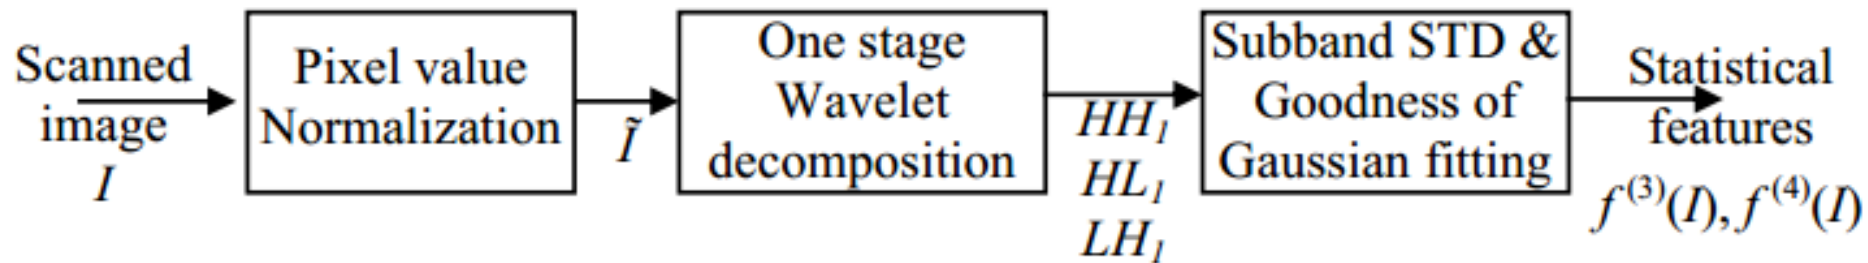 Scanned
image
I
Pixel value
Normalization
Ĩ
One stage
Wavelet
decomposition
HH₁
HL₁
LH₁
Subband STD &
Goodness of
Gaussian fitting
Statistical
features
f⁽³⁾(I), f⁽⁴⁾(I)